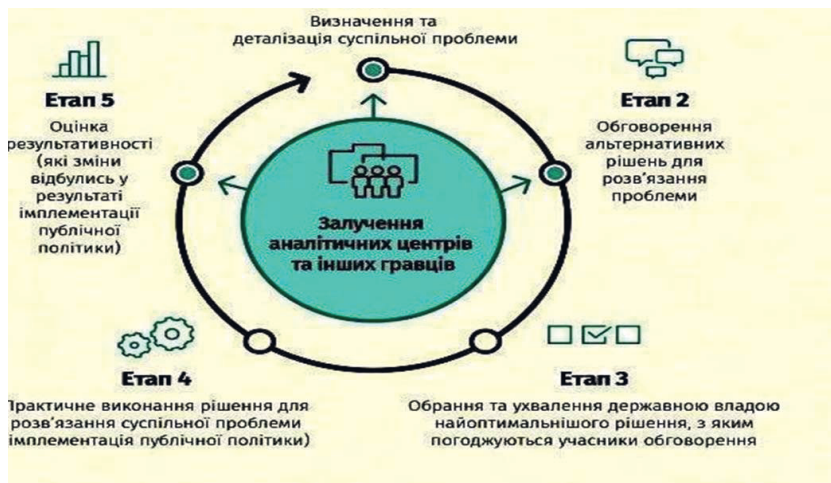 Визначення та
деталізація суспільної проблеми
Етап 2
Обговорення
альтернативних
рішень для
розв'язання
проблеми
Етап 3
Обрання та ухвалення державною владою
найоптимальнішого рішення, з яким
погоджуються учасники обговорення
Етап 4
Практичне виконання рішення для
розв'язання суспільної проблеми
імплементація публічної політики)
Етап 5
Оцінка
результативності
(які зміни
відбулись у
результаті
імплементації
публічної
політики)
Залучення
аналітичних центрів
та інших гравців